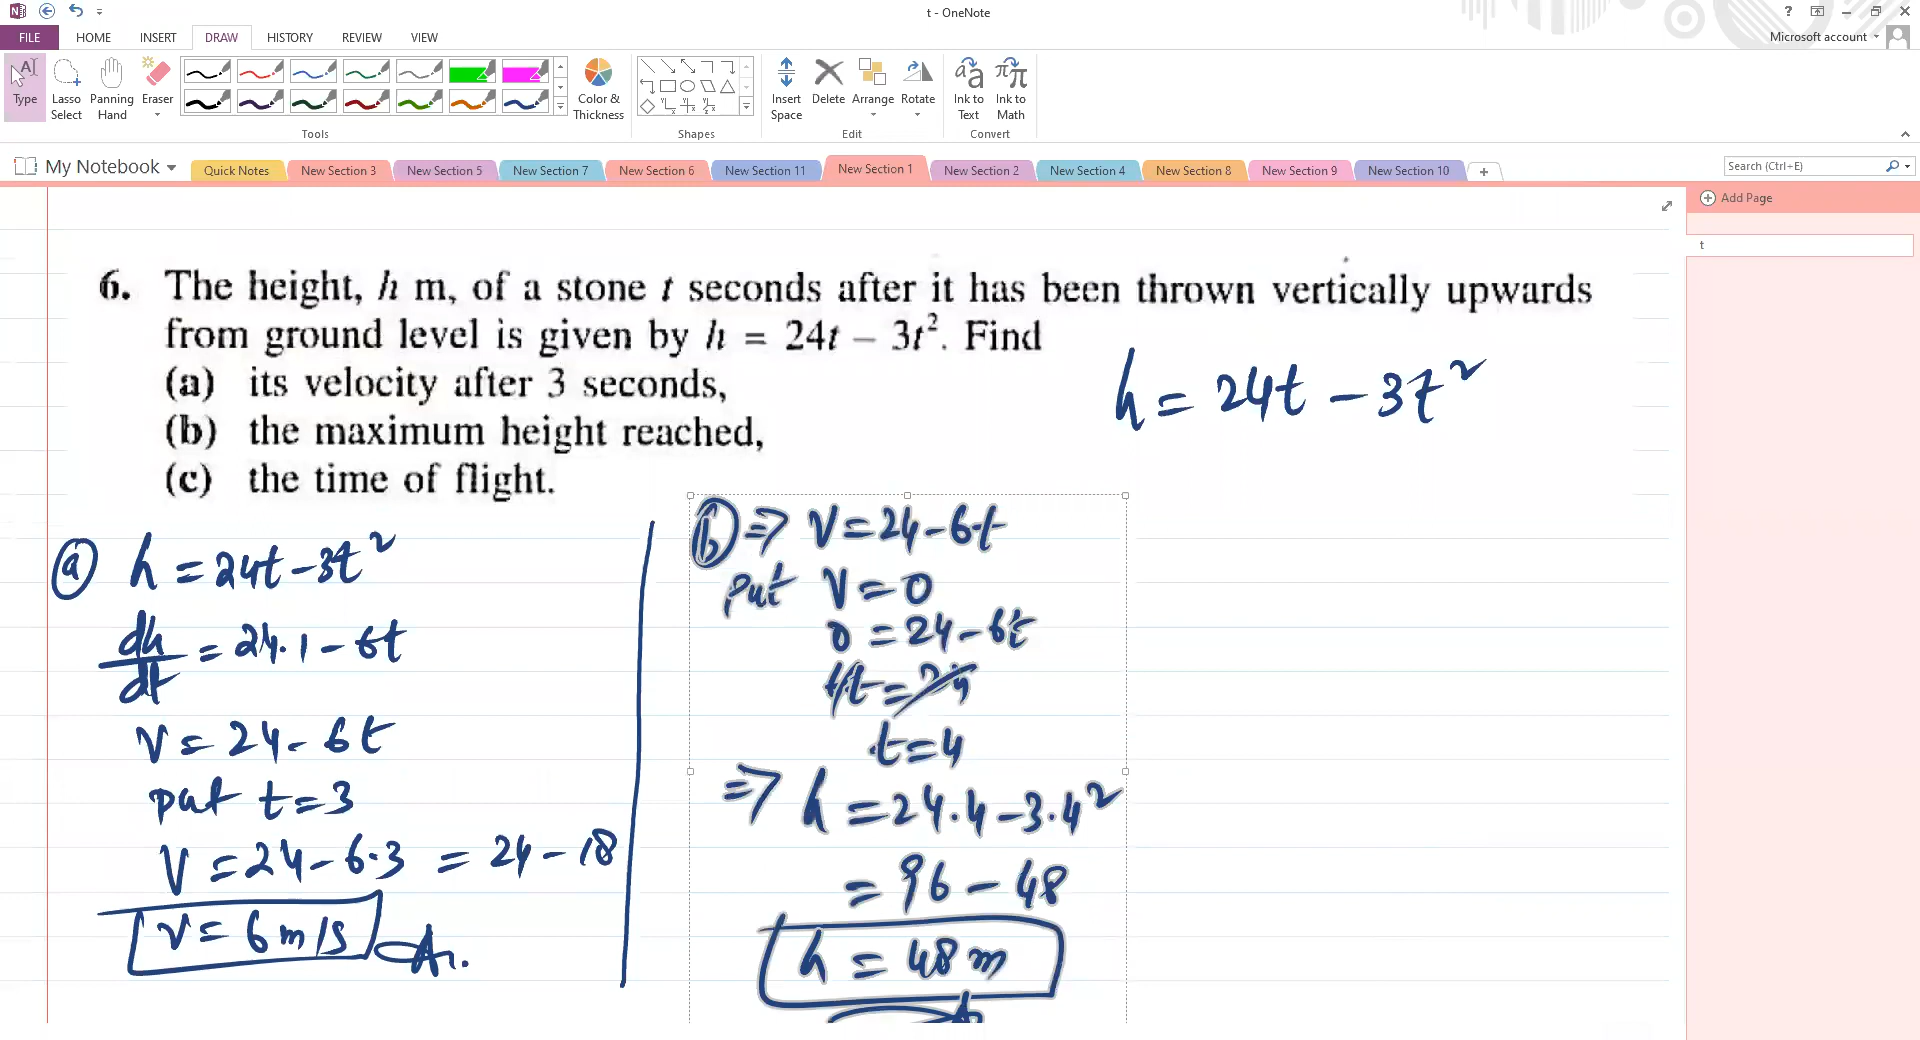 t - OneNote
?
FILE HOME INSERT DRAW HISTORY REVIEW VIEW
Microsoft account
Type
Lasso Select
Panning Hand
Eraser
Color & Thickness
Insert Space
Delete
Arrange
Rotate
Ink to Text
Ink to Math
Tools
Shapes
Edit
Convert
My Notebook
Quick Notes
New Section 3
New Section 5
New Section 7
New Section 6
New Section 11
New Section 1
New Section 2
New Section 4
New Section 8
New Section 9
New Section 10
Search (Ctrl+E)
Add Page
t
6. The height, h m, of a stone t seconds after it has been thrown vertically upwards
from ground level is given by h = 24t – 3t². Find
(a) its velocity after 3 seconds,
(b) the maximum height reached,
(c) the time of flight.
h = 24t - 3t²
(a) h = 24t - 3t²
dh/dt = 24.1 - 6t
v = 24 - 6t
put t = 3
V = 24 - 6.3 = 24 - 18
v = 6 m/s
(b) => V = 24 - 6t
put V = 0
0 = 24 - 6t
t = 4
=> h = 24.4 - 3.4²
= 96 - 48
h = 48 m